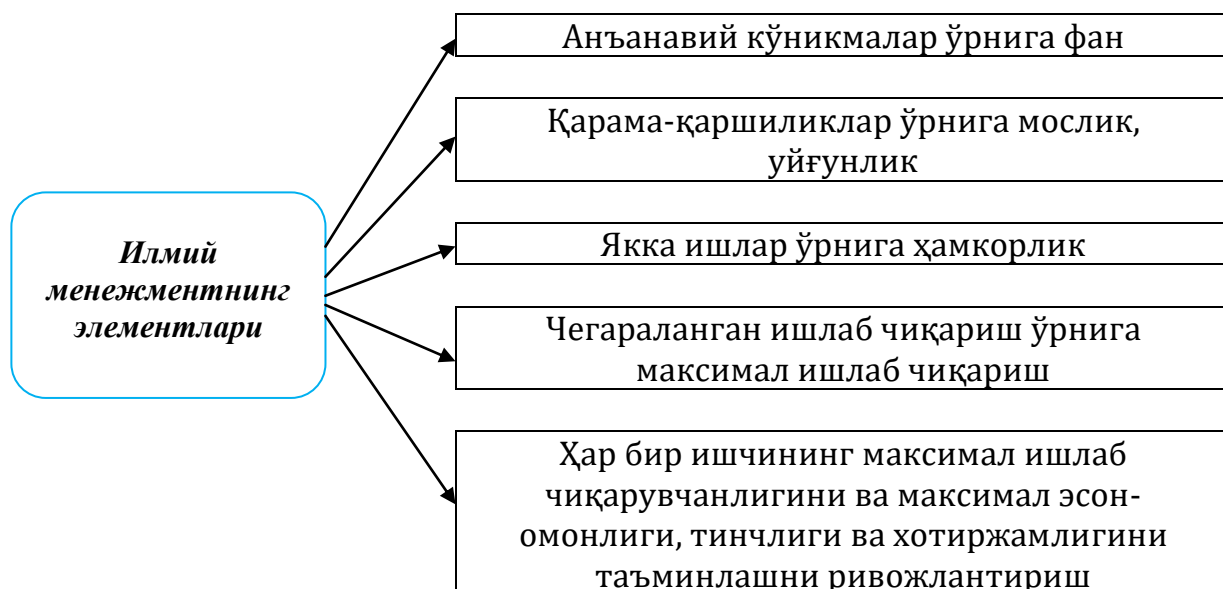 Анъанавий кўникмалар ўрнига фан
Қарама-қаршиликлар ўрнига мослик,
уйғунлик
Илмий
менежментнинг
элементлари
Якка ишлар ўрнига ҳамкорлик
Чегараланган ишлаб чиқариш ўрнига
максимал ишлаб чиқариш
Ҳар бир ишчининг максимал ишлаб
чиқарувчанлигини ва максимал эсон-
омонлиги, тинчлиги ва хотиржамлигини
таъминлашни ривожлантириш